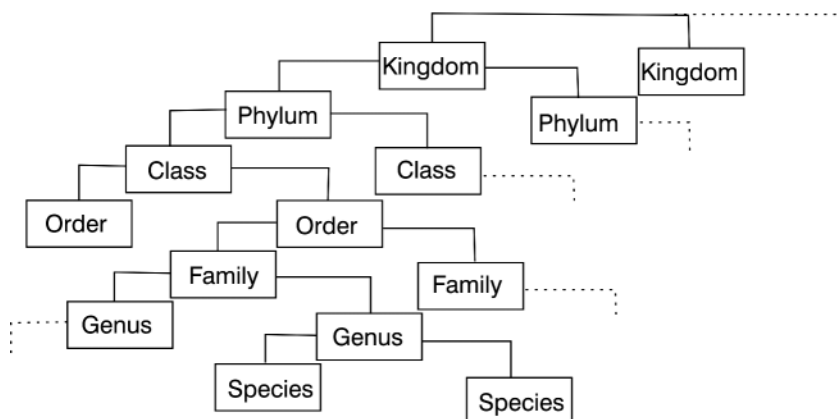 Kingdom
Kingdom
Phylum
Phylum
Class
Class
Order
Order
Family
Family
Genus
Genus
Species
Species